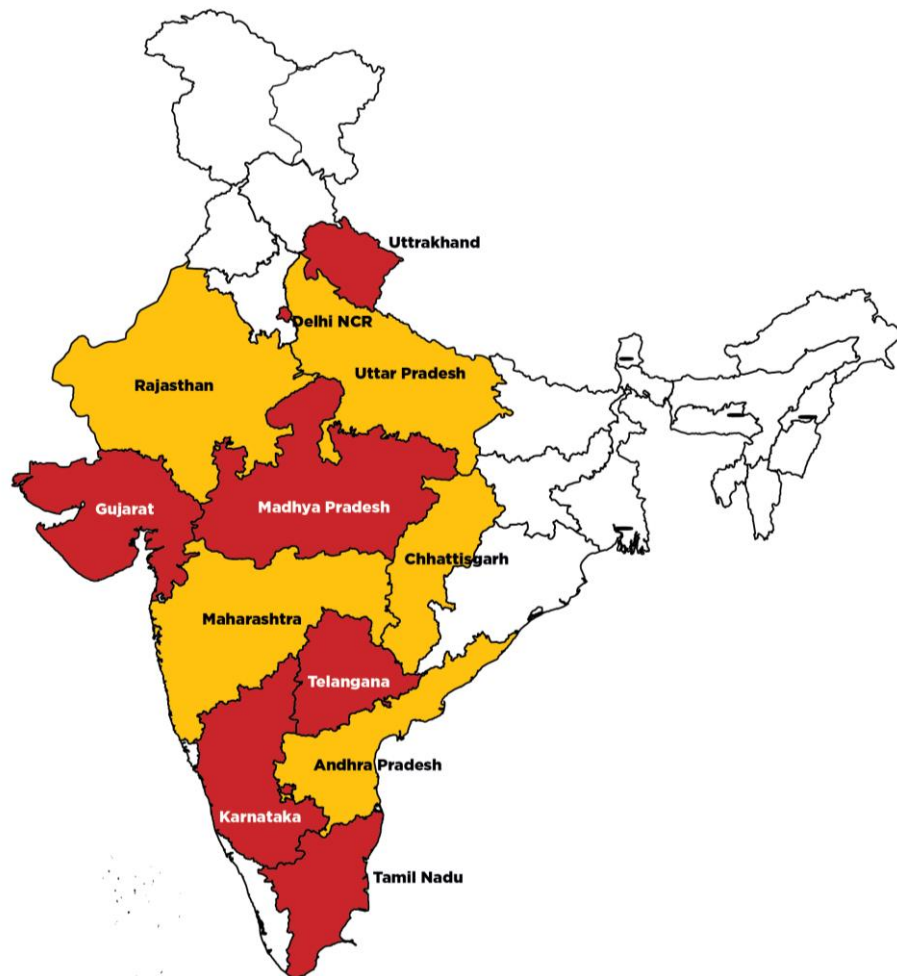 Uttrakhand
Delhi NCR
Uttar Pradesh
Rajasthan
Gujarat
Madhya Pradesh
Chhattisgarh
Maharashtra
Telangana
Andhra Pradesh
Karnataka
Tamil Nadu